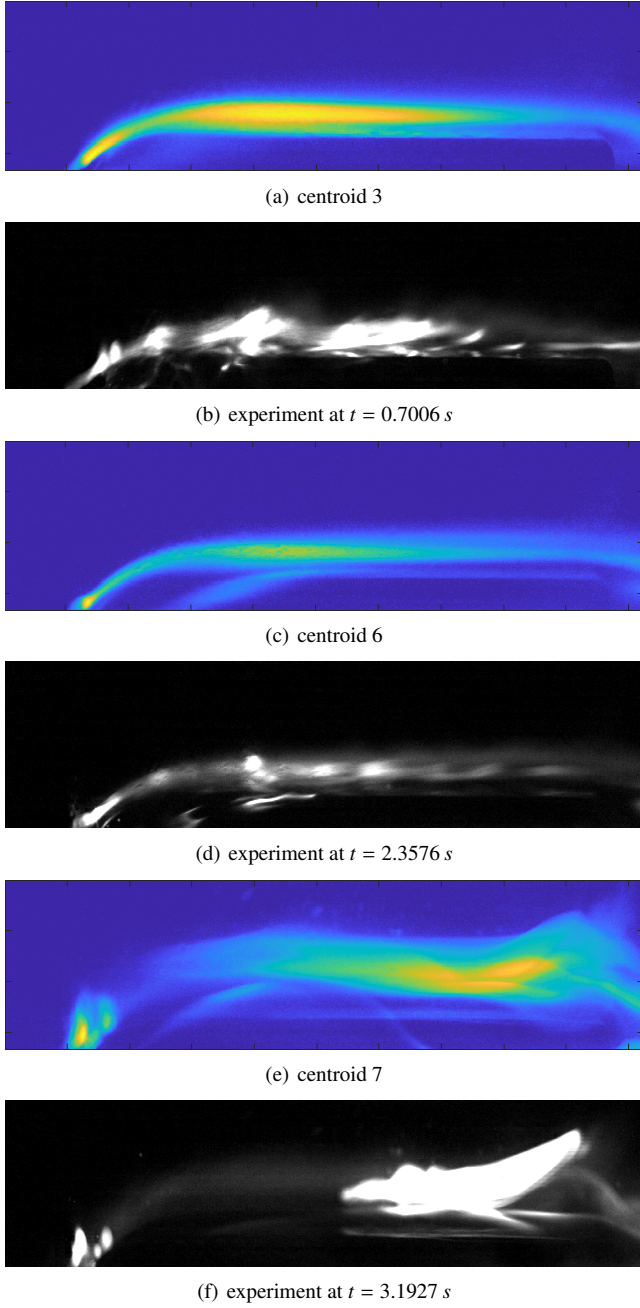 (a) centroid 3
(b) experiment at t = 0.7006 s
(c) centroid 6
(d) experiment at t = 2.3576 s
(e) centroid 7
(f) experiment at t = 3.1927 s